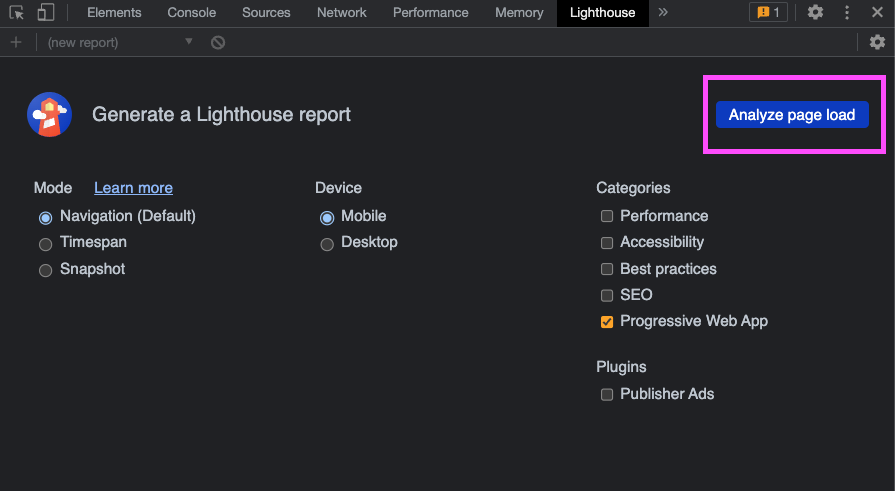 Elements Console Sources Network Performance Memory Lighthouse » 1
(new report)
Generate a Lighthouse report
Analyze page load
Mode Learn more
Navigation (Default)
Timespan
Snapshot
Device
Mobile
Desktop
Categories
Performance
Accessibility
Best practices
SEO
Progressive Web App
Plugins
Publisher Ads